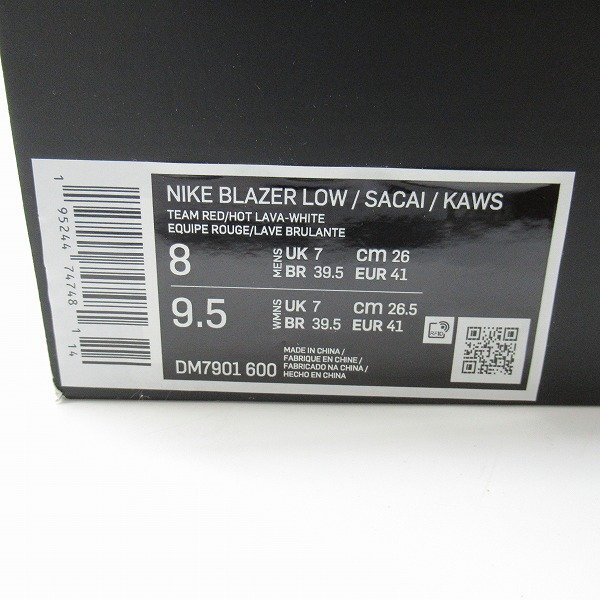 NIKE BLAZER LOW / SACAI / KAWS
TEAM RED/HOT LAVA-WHITE
EQUIPE ROUGE/LAVE BRULANTE
8 MENS UK 7 cm 26
BR 39.5 EUR 41
9.5 WMNS UK 7 cm 26.5
BR 39.5 EUR 41
DM7901 600
MADE IN CHINA /
FABRIQUE EN CHINE /
FABRICADO NA CHINA /
HECHO EN CHINA
1 95244 74748 114